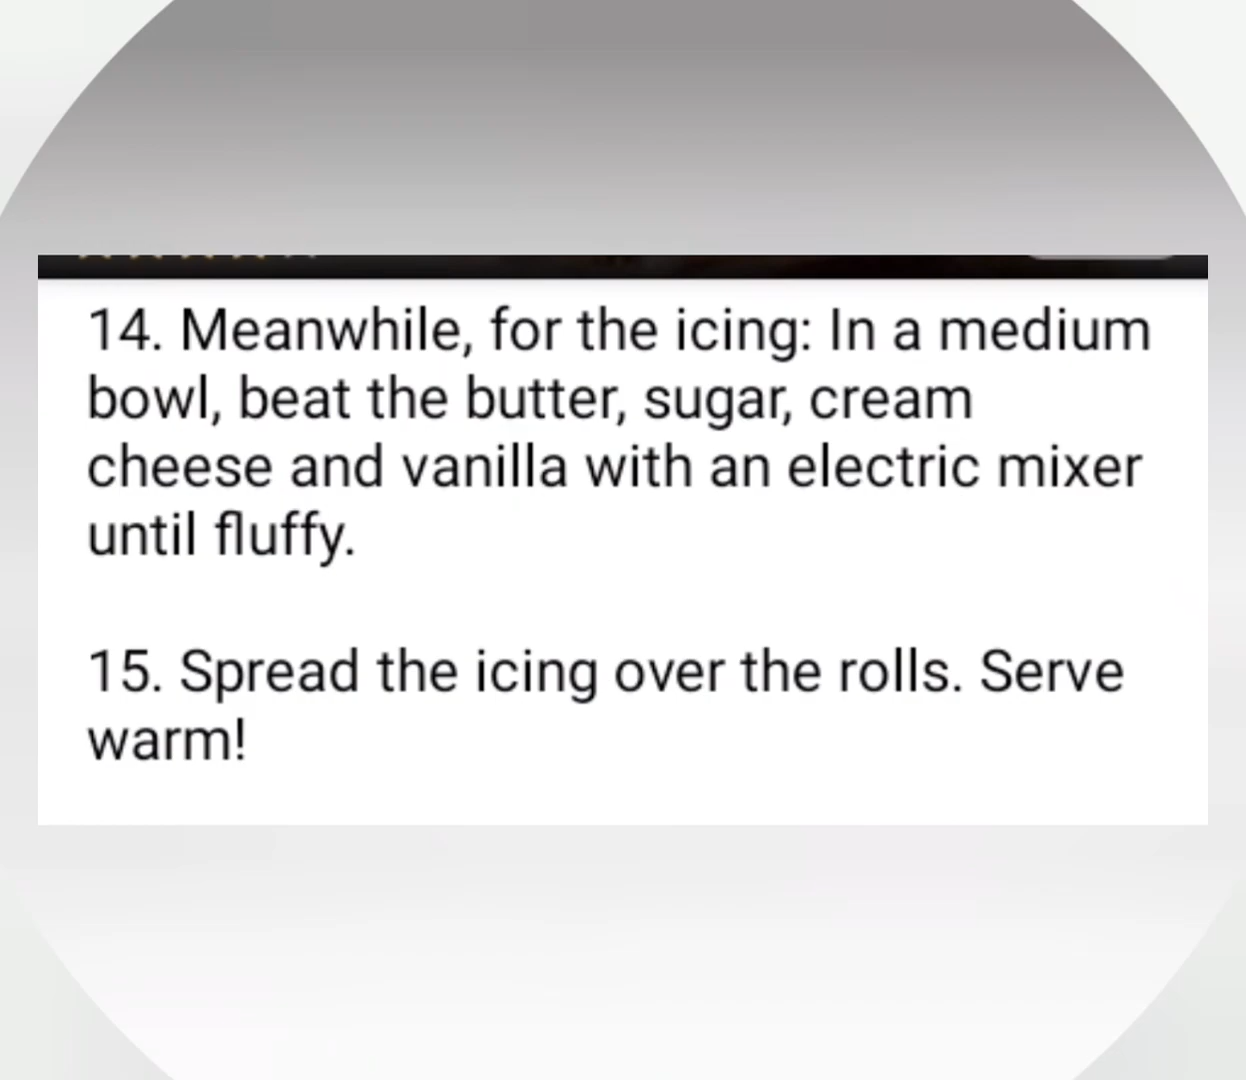 14. Meanwhile, for the icing: In a medium
bowl, beat the butter, sugar, cream
cheese and vanilla with an electric mixer
until fluffy.
15. Spread the icing over the rolls. Serve
warm!